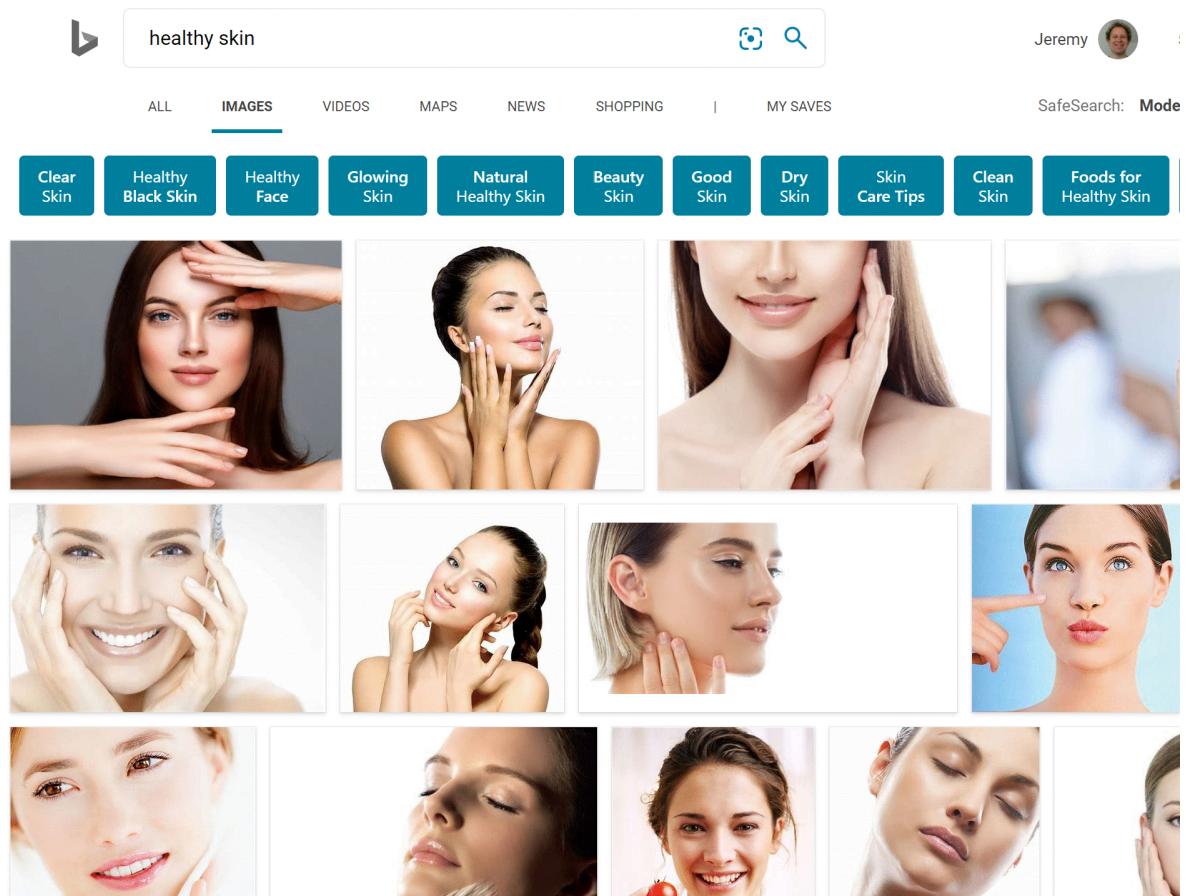 healthy skin
Jeremy
ALL IMAGES VIDEOS MAPS NEWS SHOPPING | MY SAVES
SafeSearch: Mode
Clear
Skin
Healthy
Black Skin
Healthy
Face
Glowing
Skin
Natural
Healthy Skin
Beauty
Skin
Good
Skin
Dry
Skin
Skin
Care Tips
Clean
Skin
Foods for
Healthy Skin